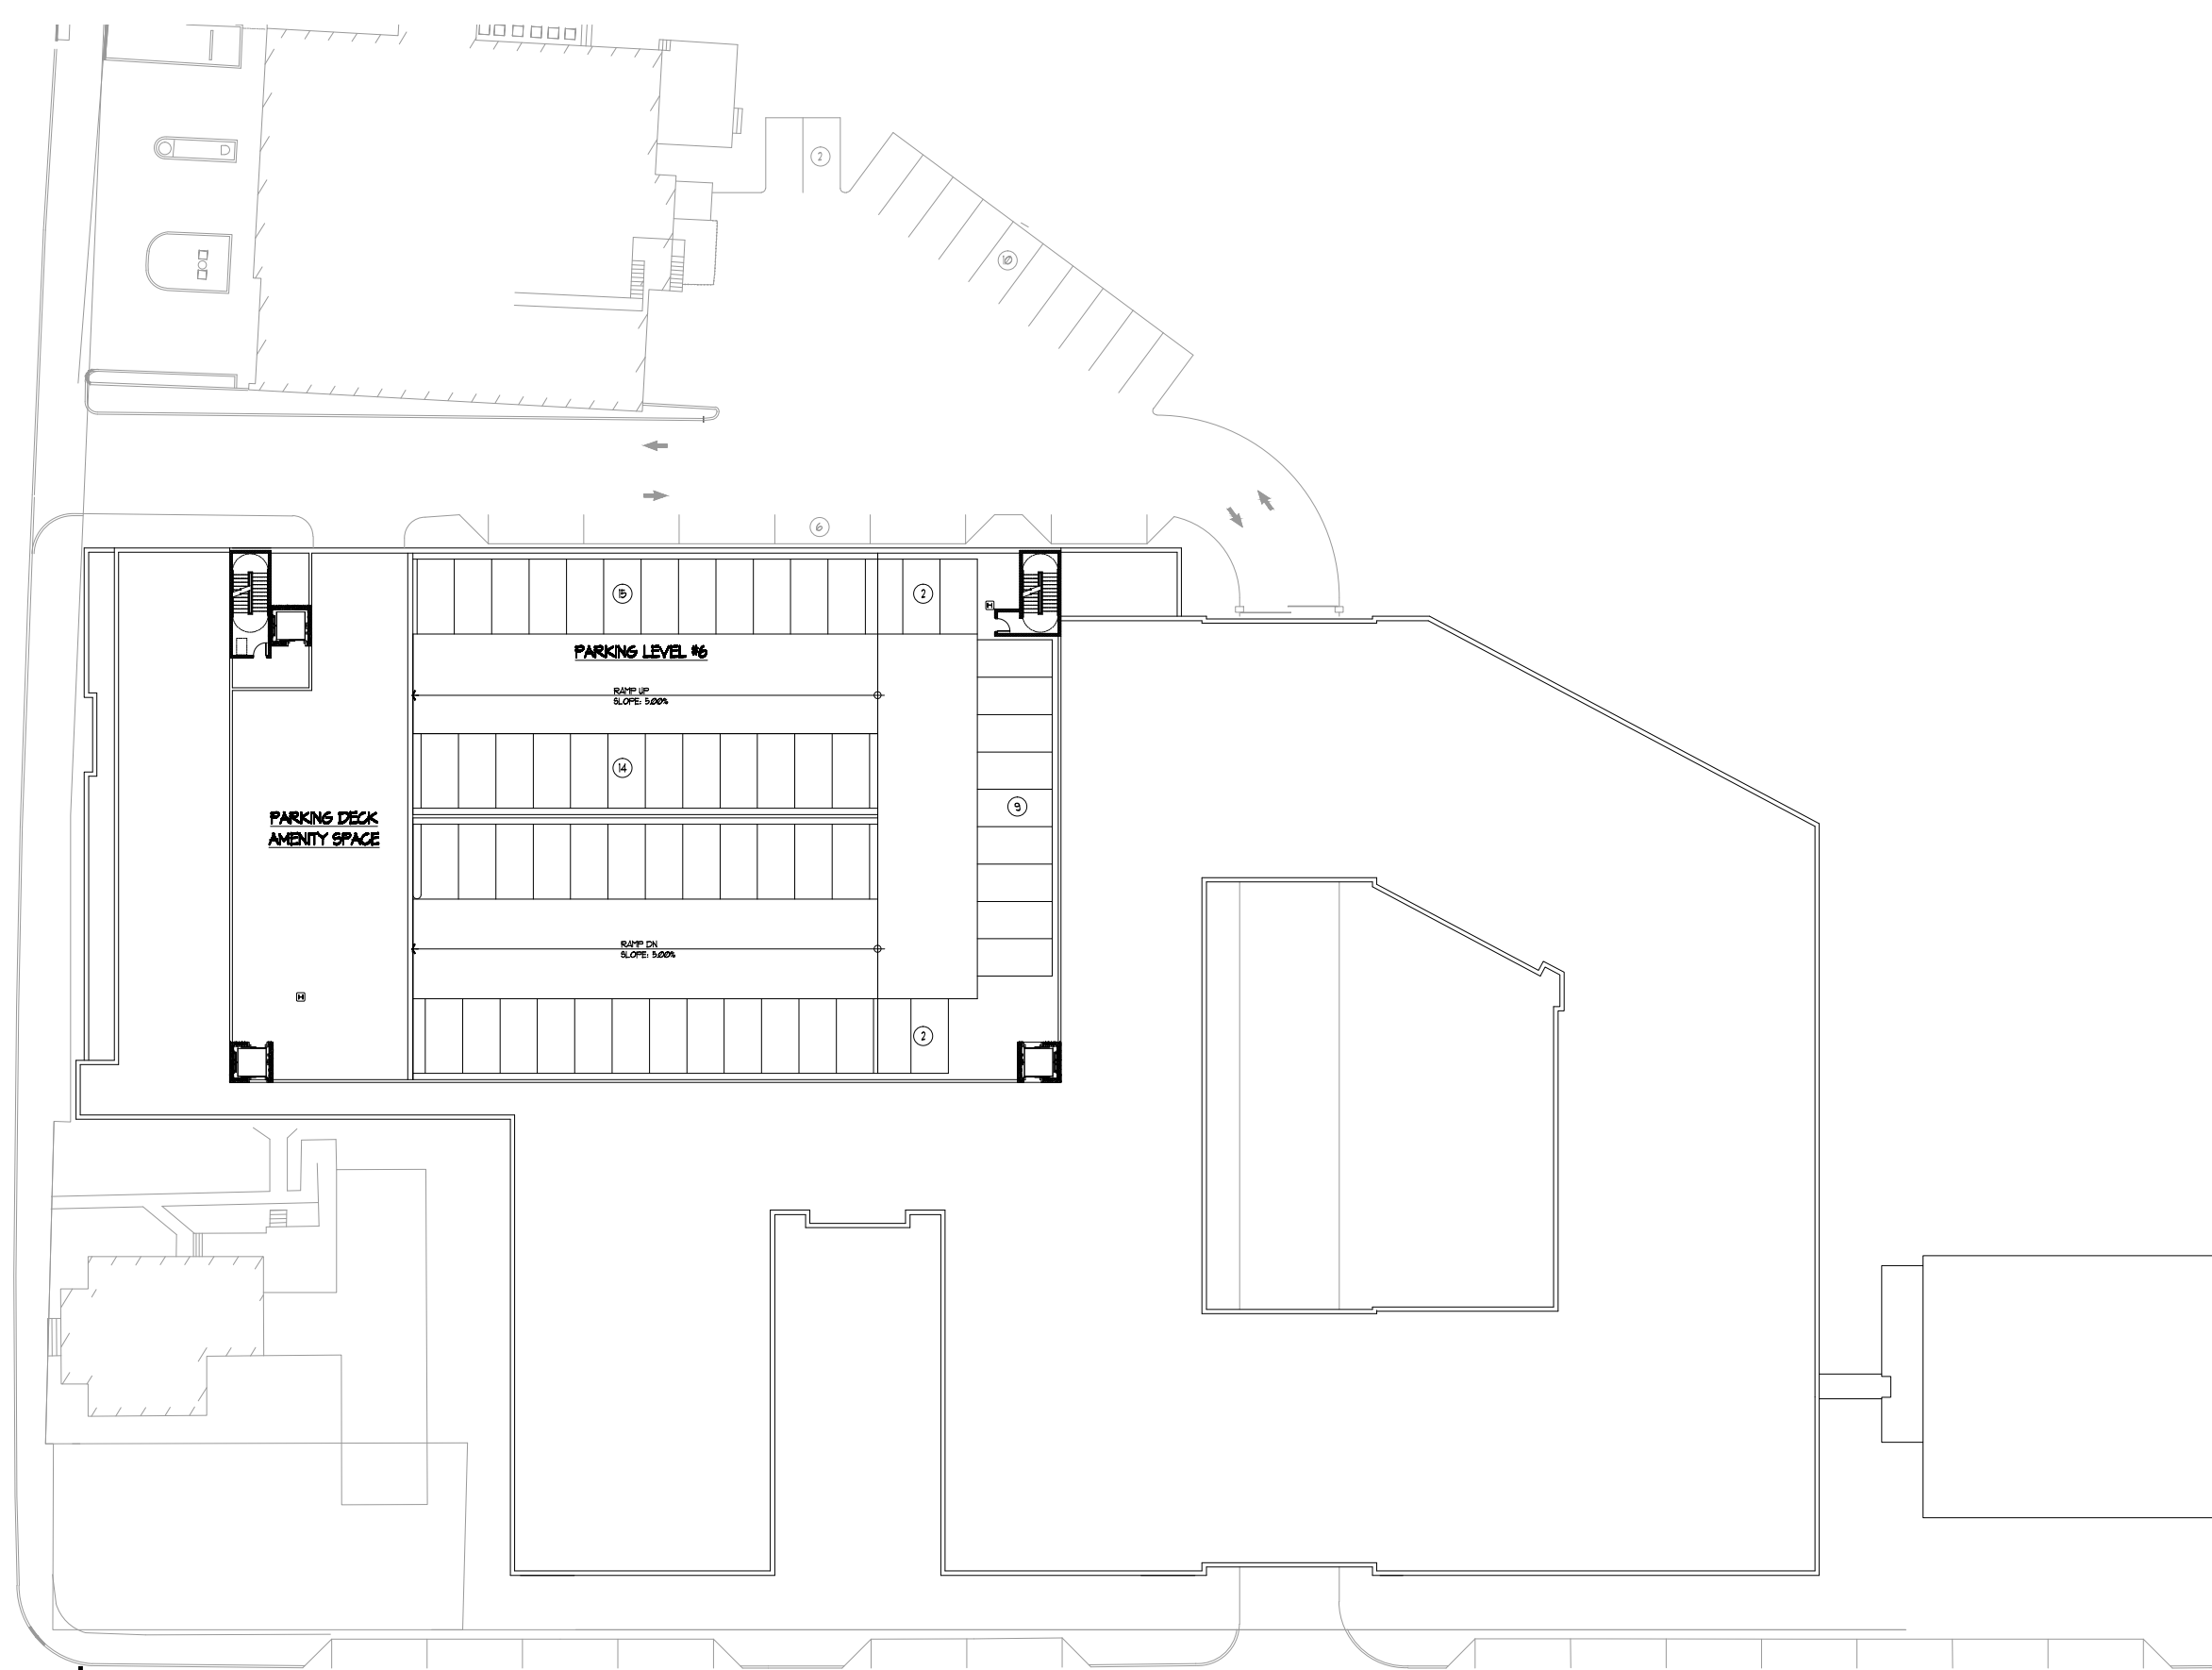 2
10
6
15
2
PARKING LEVEL #6
RAMP UP
SLOPE: 5.00%
14
9
PARKING DECK
AMENITY SPACE
RAMP DN
SLOPE: 5.00%
H
H
2